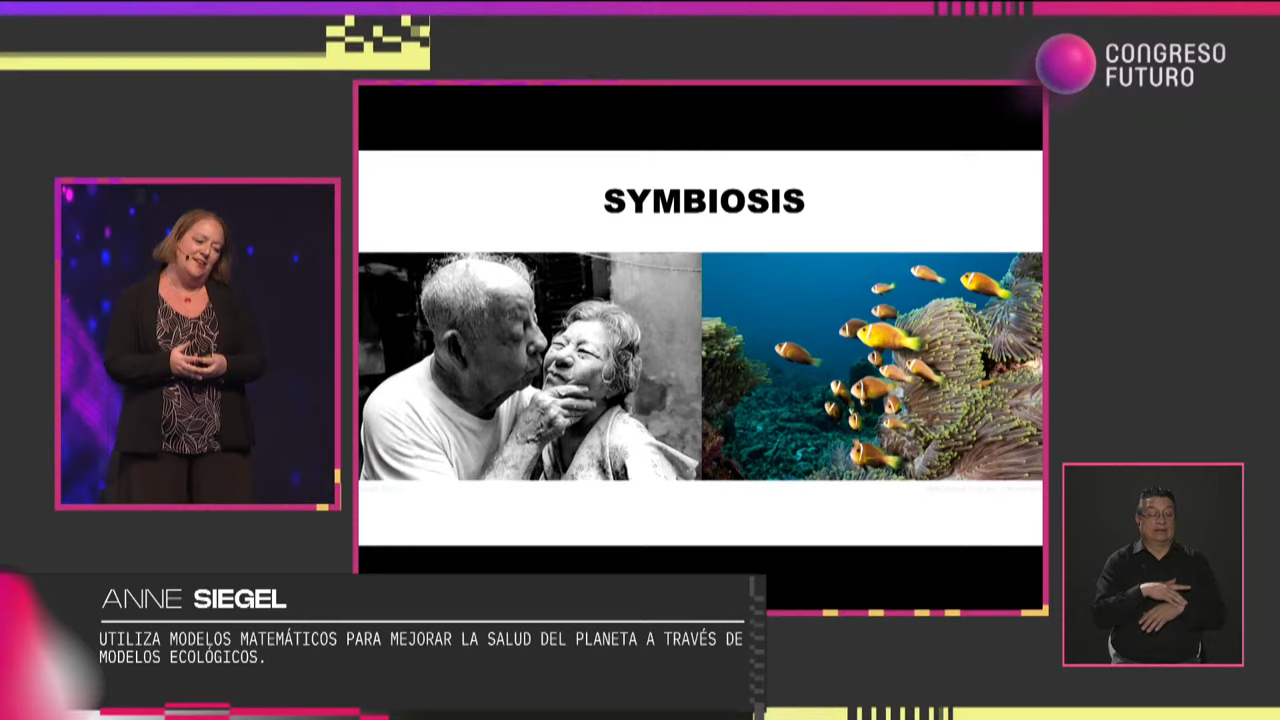 CONGRESO
FUTURO
SYMBIOSIS
ANNE SIEGEL
UTILIZA MODELOS MATEMÁTICOS PARA MEJORAR LA SALUD DEL PLANETA A TRAVÉS DE
MODELOS ECOLÓGICOS.